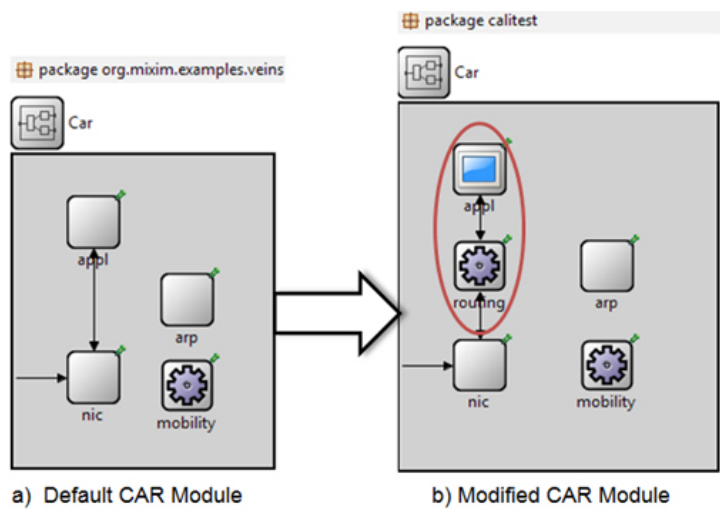 package org.mixim.examples.veins
Car
appl
arp
nic
mobility
a) Default CAR Module
package calitest
Car
appl
routing
arp
nic
mobility
b) Modified CAR Module